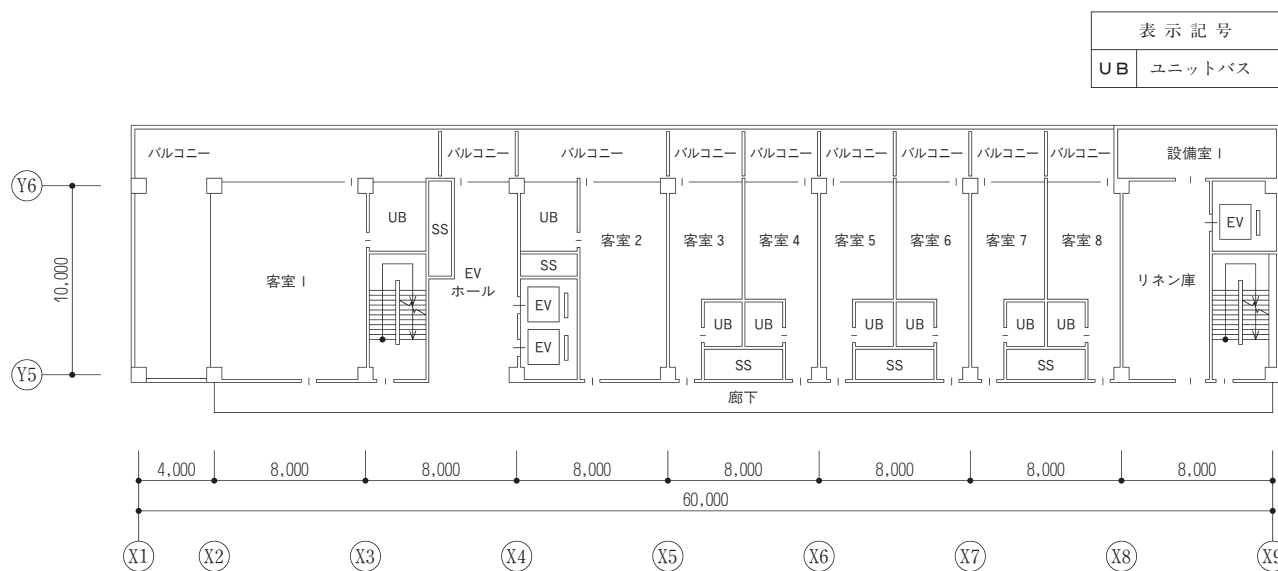 表示記号
UB ユニットバス
バルコニー バルコニー バルコニー バルコニー バルコニー バルコニー バルコニー バルコニー バルコニー 設備室1
Y6
UB SS UB EV
客室1 客室2 客室3 客室4 客室5 客室6 客室7 客室8
SS
EV
ホール
リネン庫
10,000
EV
EV
UB UB UB UB UB UB
SS SS SS
Y5
廊下
4,000 8,000 8,000 8,000 8,000 8,000 8,000 8,000
60,000
X1 X2 X3 X4 X5 X6 X7 X8 X9